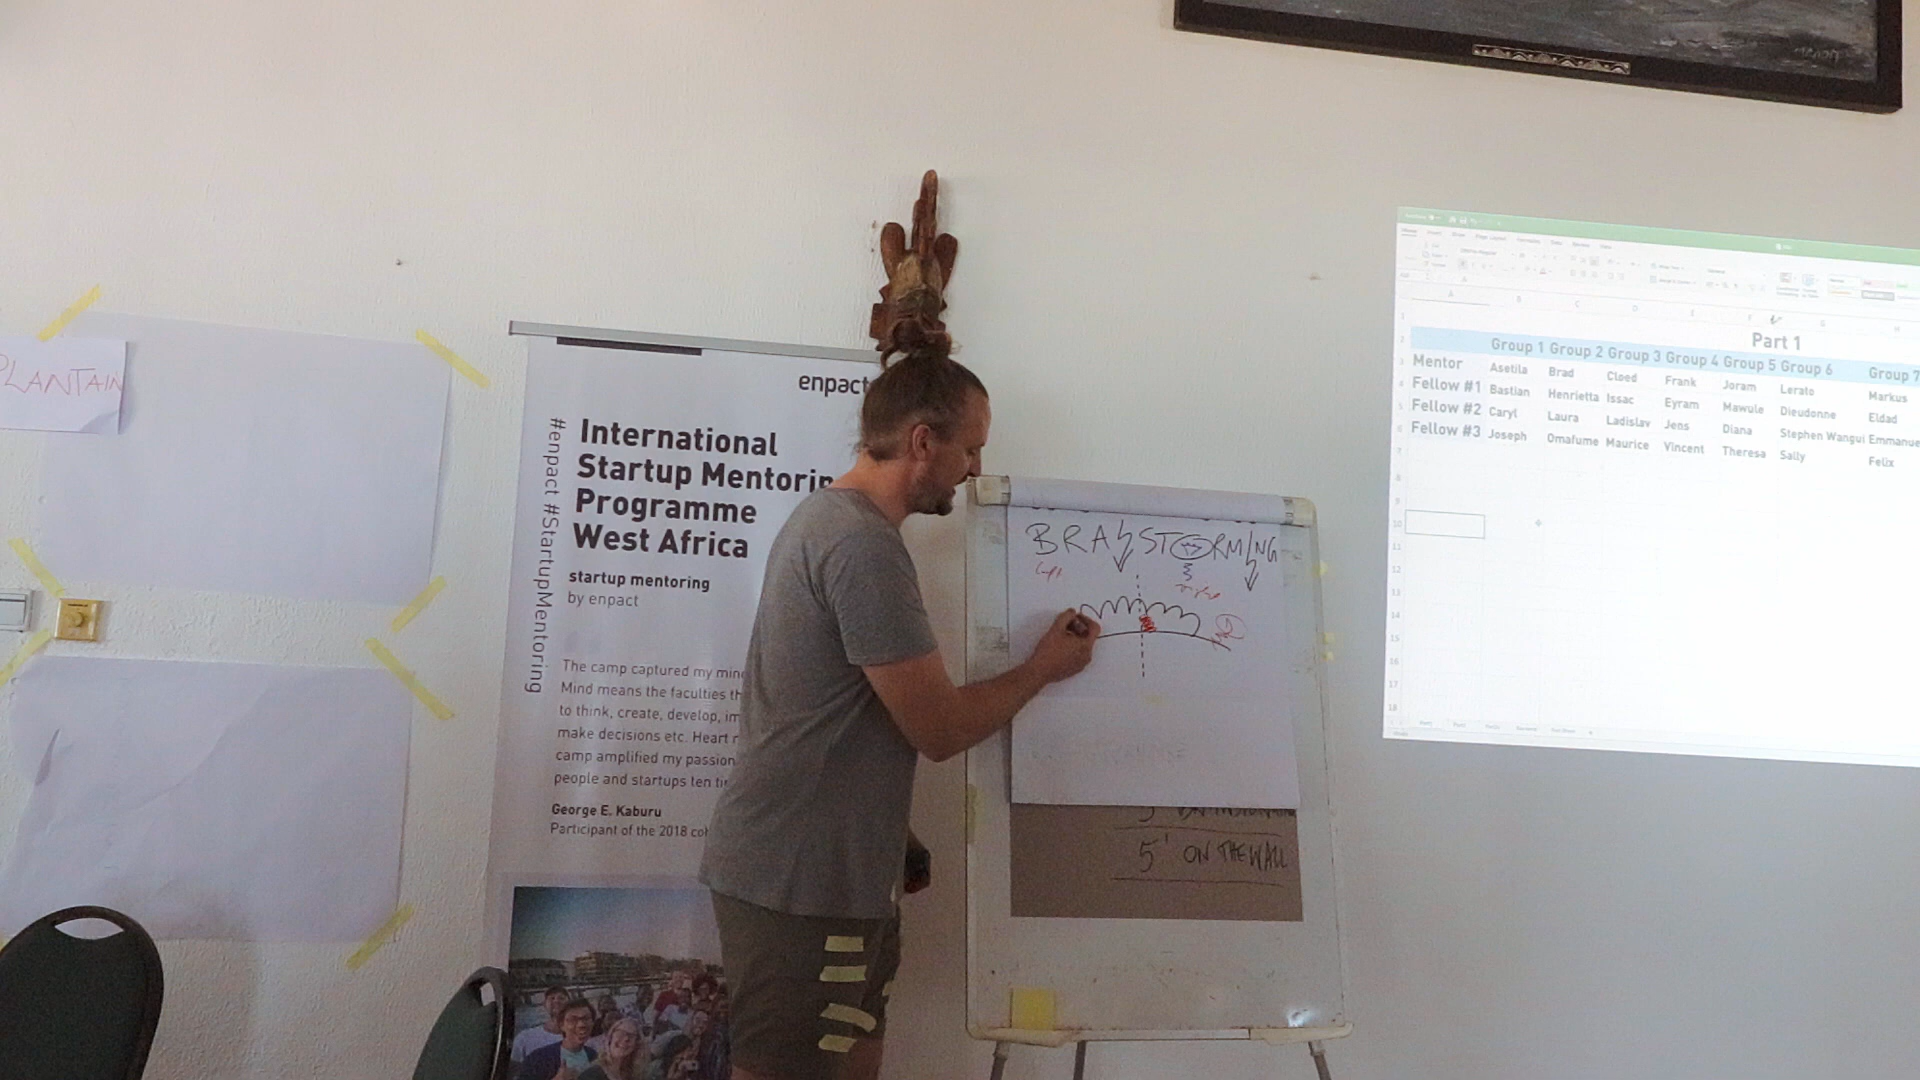 PLANTAIN
enpact
#enpact #StartupMentoring
International
Startup Mentorin
Programme
West Africa
startup mentoring
by enpact
The camp captured my mind
Mind means the faculties th
to think, create, develop, im
make decisions etc. Heart
camp amplified my passion
people and startups ten
George E. Kaburu
Participant of the 2018 coh
BRAINSTORMING
left
right
5' ON THE WALL
Part 1
Group 1 Group 2 Group 3 Group 4 Group 5 Group 6 Group 7
Mentor Asetila Brad Cloed Frank Joram Lerato Markus
Fellow #1 Bastian Henrietta Issac Eyram Mawule Dieudonne Eldad
Fellow #2 Caryl Laura Ladislav Jens Diana Stephen Wangui Emmanue
Fellow #3 Joseph Omafume Maurice Vincent Theresa Sally Felix